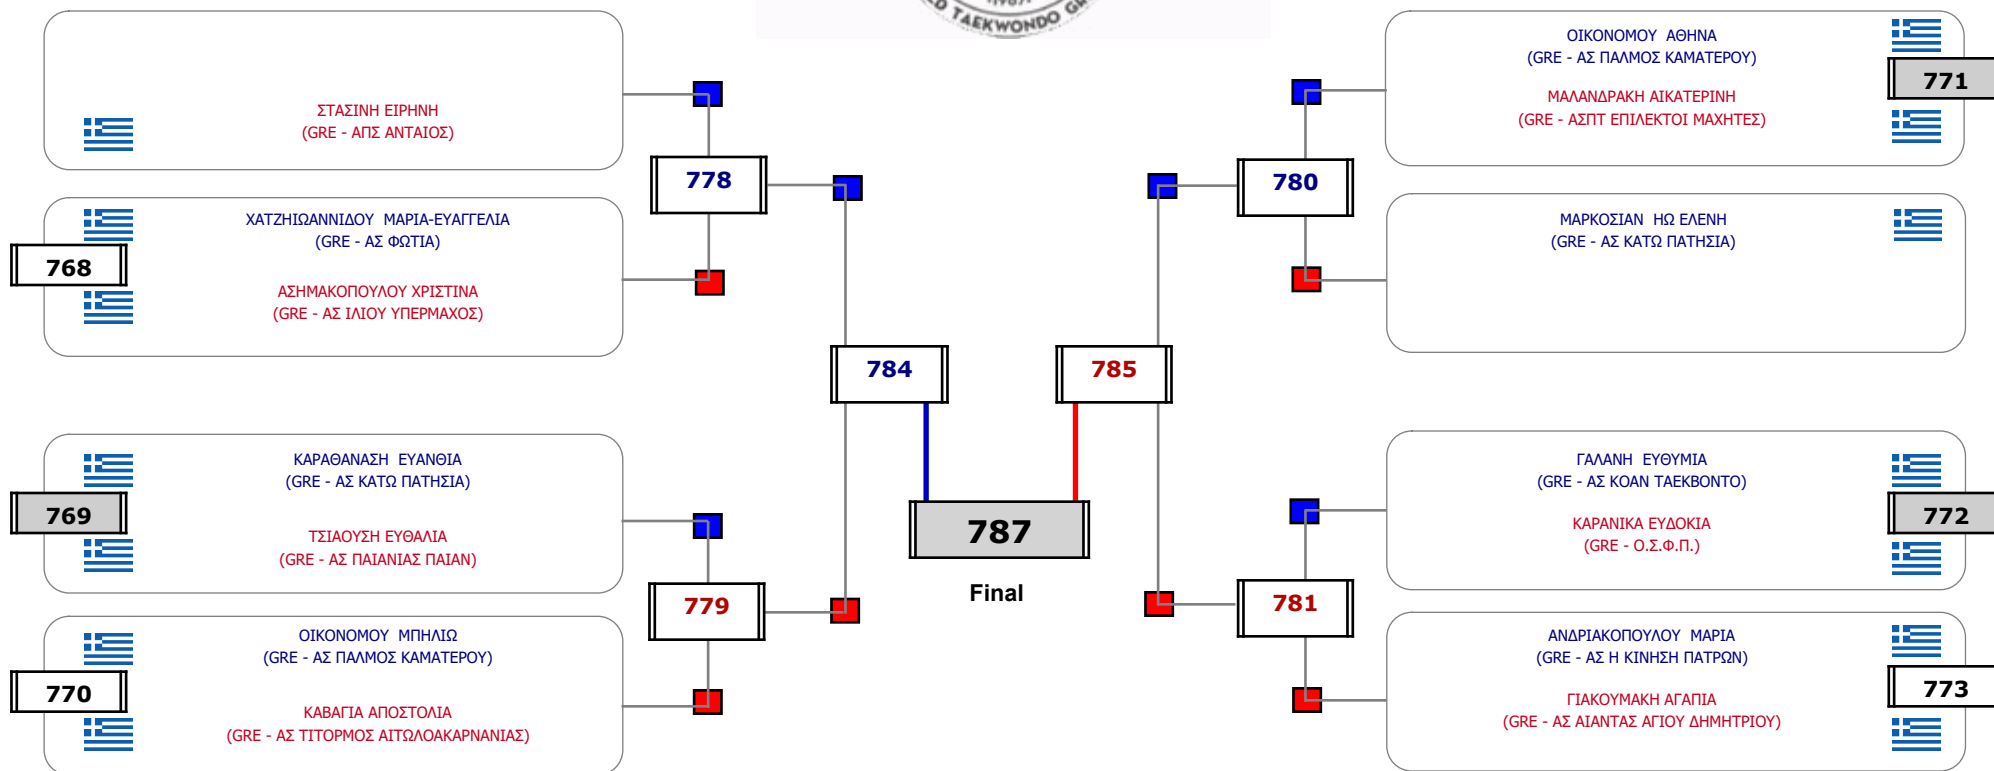 ED TAEKWONDO GR
ΣΤΑΣΙΝΗ ΕΙΡΗΝΗ
(GRE - ΑΠΣ ΑΝΤΑΙΟΣ)
778
ΧΑΤΖΗΙΩΑΝΝΙΔΟΥ ΜΑΡΙΑ-ΕΥΑΓΓΕΛΙΑ
(GRE - ΑΣ ΦΩΤΙΑ)
768
ΑΣΗΜΑΚΟΠΟΥΛΟΥ ΧΡΙΣΤΙΝΑ
(GRE - ΑΣ ΙΛΙΟΥ ΥΠΕΡΜΑΧΟΣ)
784
ΚΑΡΑΘΑΝΑΣΗ ΕΥΑΝΘΙΑ
(GRE - ΑΣ ΚΑΤΩ ΠΑΤΗΣΙΑ)
769
ΤΣΙΑΟΥΣΗ ΕΥΘΑΛΙΑ
(GRE - ΑΣ ΠΑΙΑΝΙΑΣ ΠΑΙΑΝ)
779
ΟΙΚΟΝΟΜΟΥ ΜΠΗΛΙΩ
(GRE - ΑΣ ΠΑΛΜΟΣ ΚΑΜΑΤΕΡΟΥ)
770
ΚΑΒΑΓΙΑ ΑΠΟΣΤΟΛΙΑ
(GRE - ΑΣ ΤΙΤΟΡΜΟΣ ΑΙΤΩΛΟΑΚΑΡΝΑΝΙΑΣ)
787
Final
ΟΙΚΟΝΟΜΟΥ ΑΘΗΝΑ
(GRE - ΑΣ ΠΑΛΜΟΣ ΚΑΜΑΤΕΡΟΥ)
771
ΜΑΛΑΝΔΡΑΚΗ ΑΙΚΑΤΕΡΙΝΗ
(GRE - ΑΣΠΤ ΕΠΙΛΕΚΤΟΙ ΜΑΧΗΤΕΣ)
780
ΜΑΡΚΟΣΙΑΝ ΗΩ ΕΛΕΝΗ
(GRE - ΑΣ ΚΑΤΩ ΠΑΤΗΣΙΑ)
785
ΓΑΛΑΝΗ ΕΥΘΥΜΙΑ
(GRE - ΑΣ ΚΟΑΝ ΤΑΕΚΒΟΝΤΟ)
772
ΚΑΡΑΝΙΚΑ ΕΥΔΟΚΙΑ
(GRE - Ο.Σ.Φ.Π.)
781
ΑΝΔΡΙΑΚΟΠΟΥΛΟΥ ΜΑΡΙΑ
(GRE - ΑΣ Η ΚΙΝΗΣΗ ΠΑΤΡΩΝ)
773
ΓΙΑΚΟΥΜΑΚΗ ΑΓΑΠΙΑ
(GRE - ΑΣ ΑΙΑΝΤΑΣ ΑΓΙΟΥ ΔΗΜΗΤΡΙΟΥ)